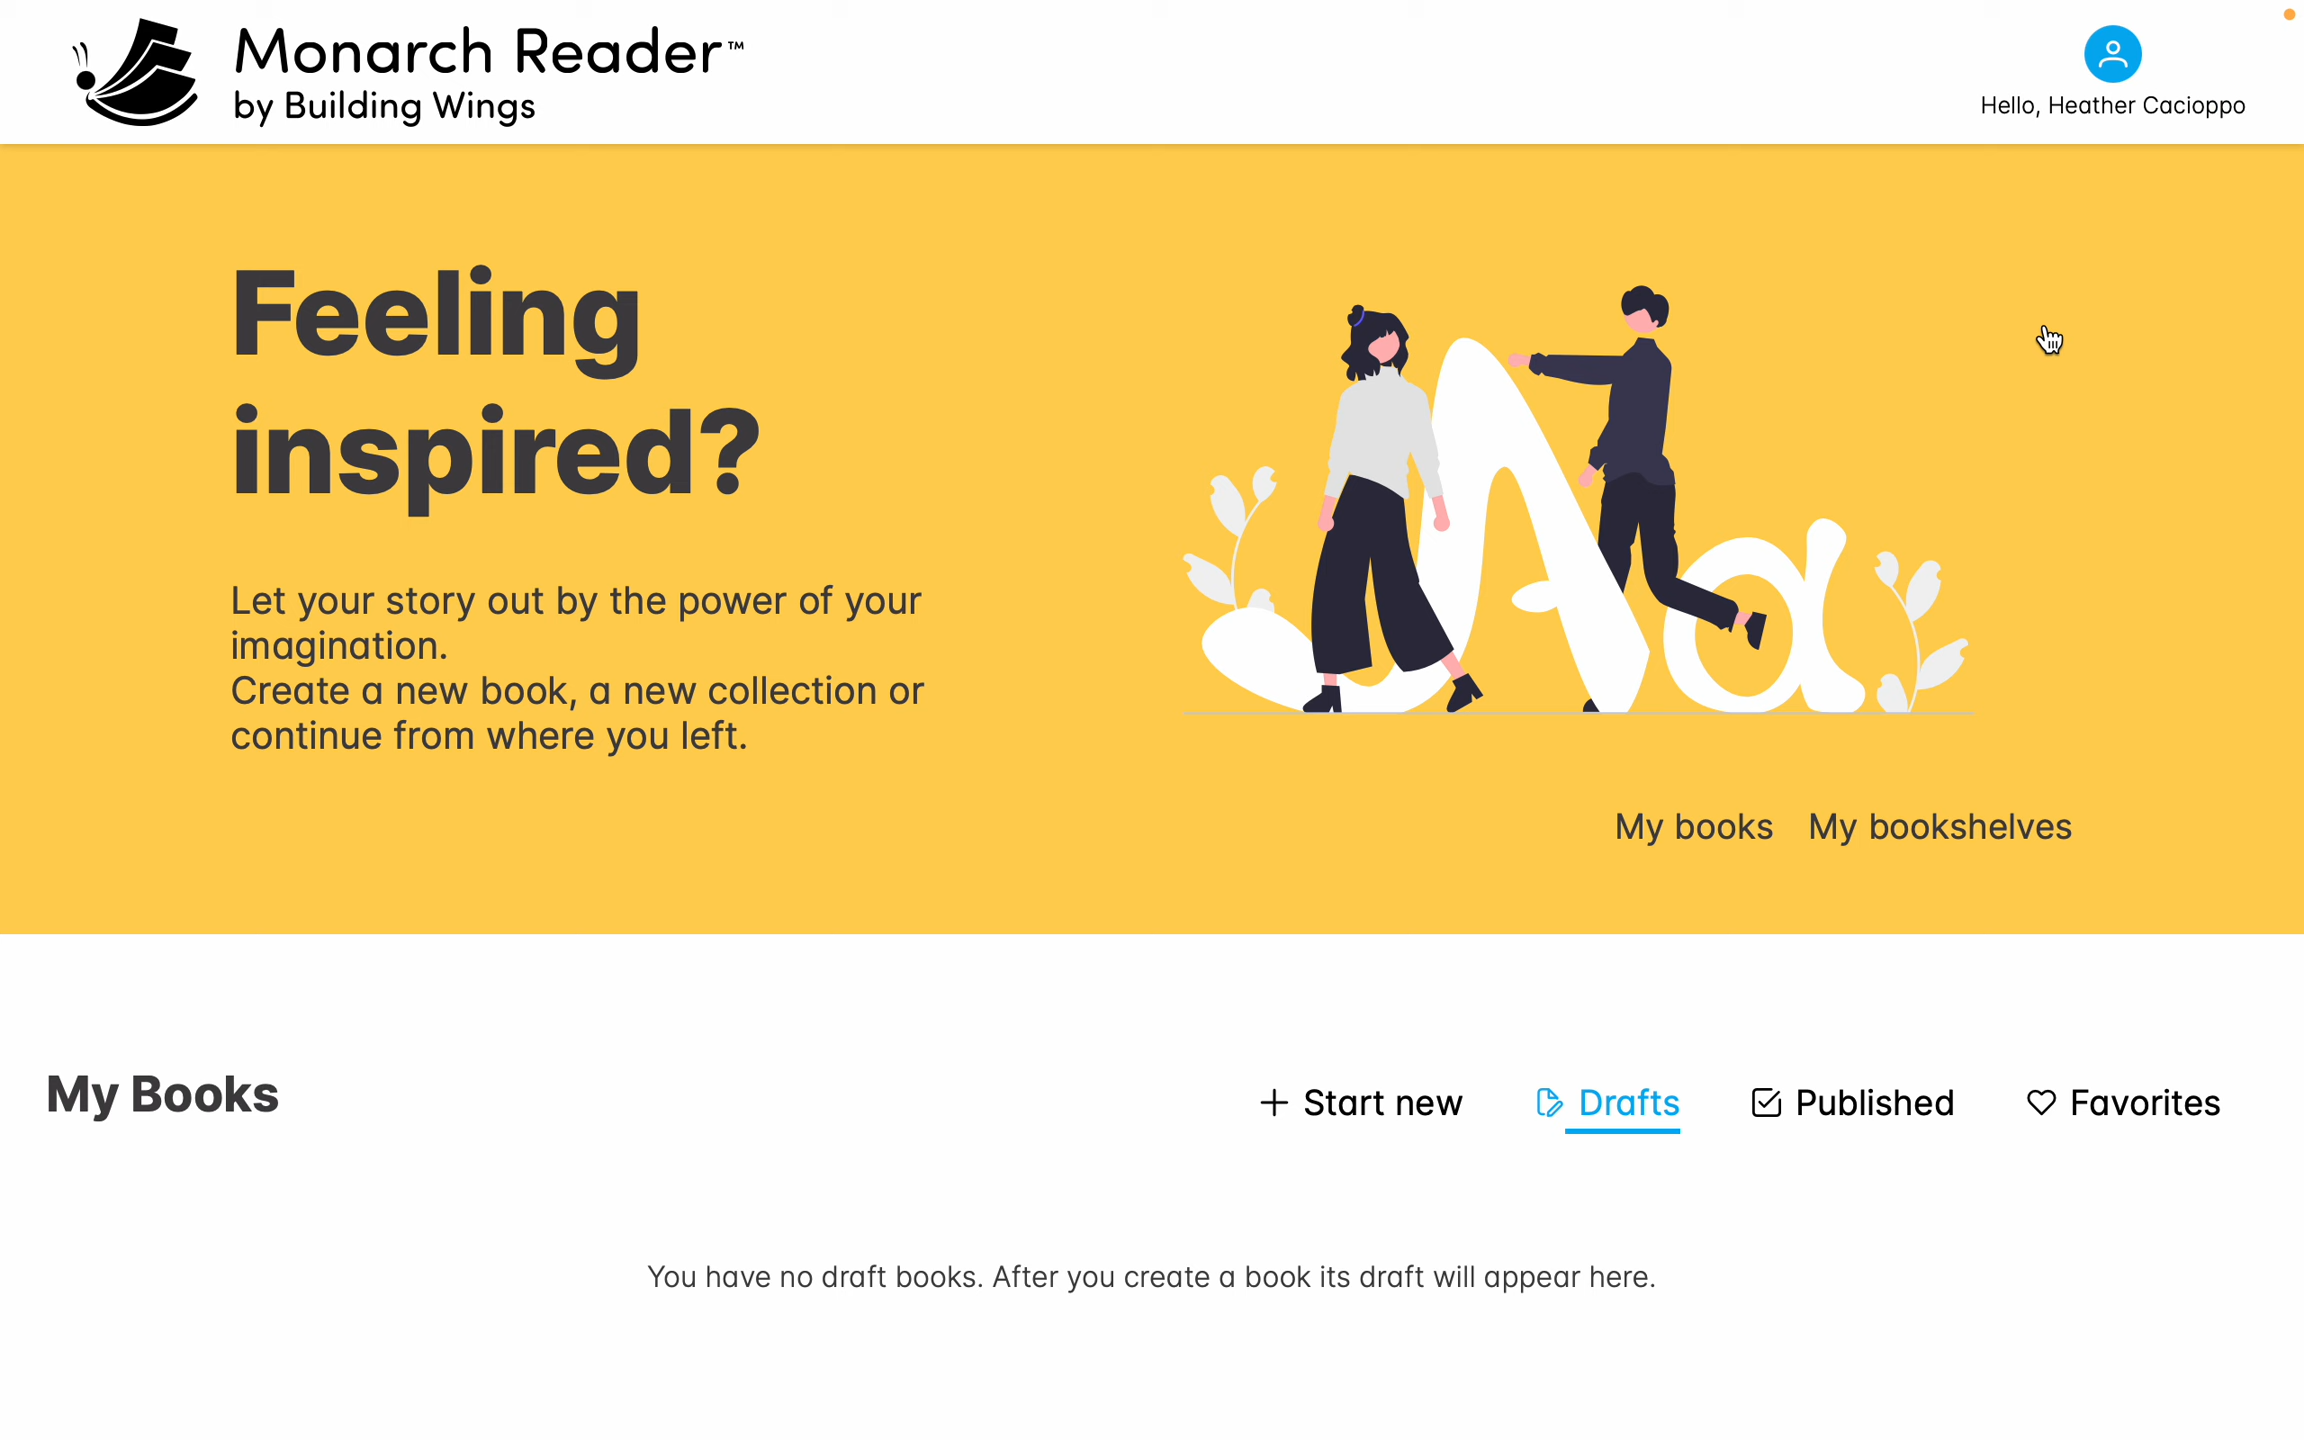 Monarch Reader™
by Building Wings
Hello, Heather Cacioppo
Feeling
inspired?
Let your story out by the power of your
imagination.
Create a new book, a new collection or
continue from where you left.
Aa
My books My bookshelves
My Books
Start new Drafts Published Favorites
You have no draft books. After you create a book its draft will appear here.